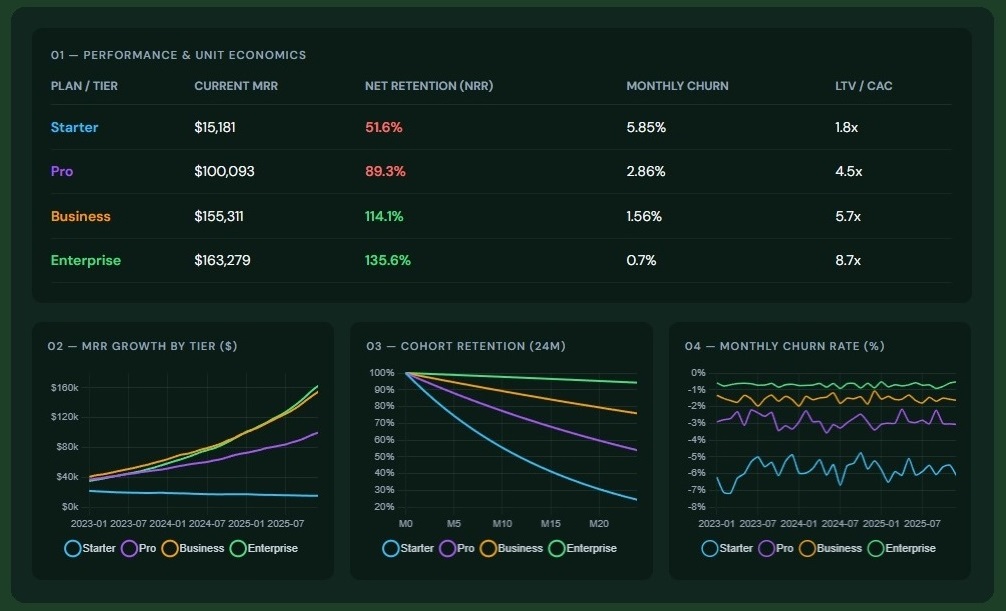 01 — PERFORMANCE & UNIT ECONOMICS
PLAN / TIER CURRENT MRR NET RETENTION (NRR) MONTHLY CHURN LTV / CAC
Starter $15,181 51.6% 5.85% 1.8x
Pro $100,093 89.3% 2.86% 4.5x
Business $155,311 114.1% 1.56% 5.7x
Enterprise $163,279 135.6% 0.7% 8.7x
02 — MRR GROWTH BY TIER ($)
$160k
$120k
$80k
$40k
$0k
2023-01 2023-07 2024-01 2024-07 2025-01 2025-07
Starter Pro Business Enterprise
03 — COHORT RETENTION (24M)
100%
90%
80%
70%
60%
50%
40%
30%
20%
M0 M5 M10 M15 M20
Starter Pro Business Enterprise
04 — MONTHLY CHURN RATE (%)
0%
-1%
-2%
-3%
-4%
-5%
-6%
-7%
-8%
2023-01 2023-07 2024-01 2024-07 2025-01 2025-07
Starter Pro Business Enterprise